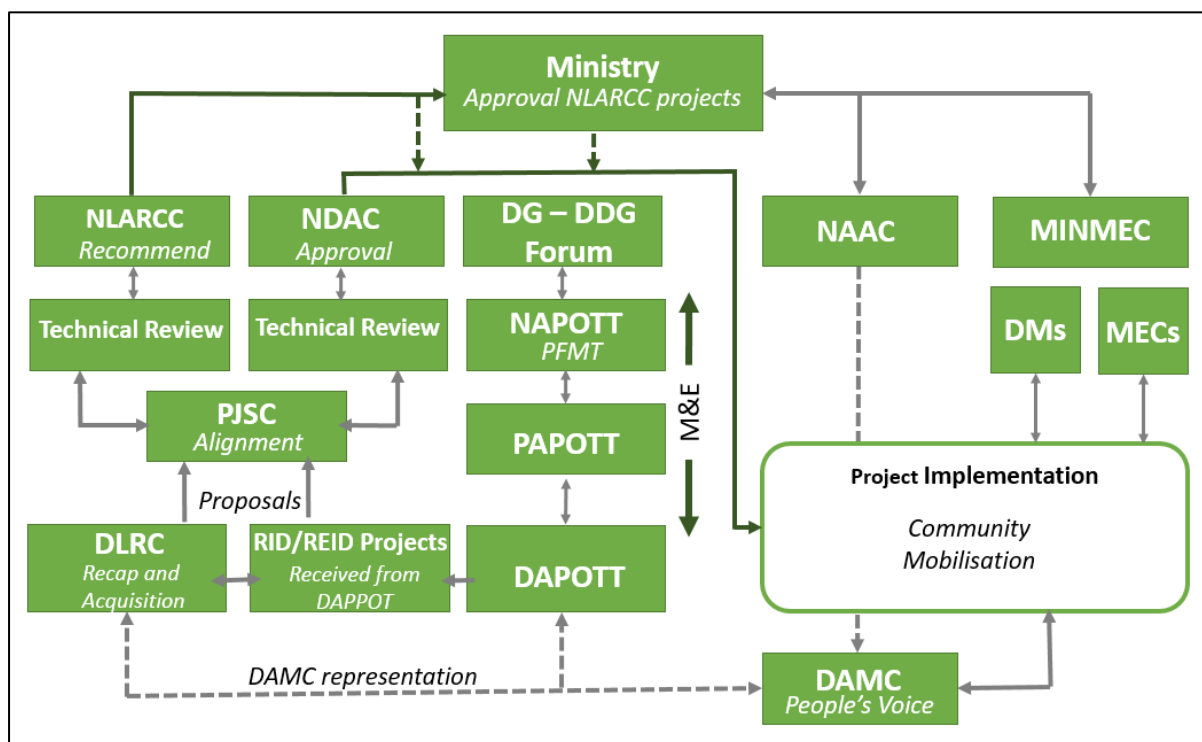 Ministry
Approval NLARCC projects
NLARCC
Recommend
NDAC
Approval
DG – DDG
Forum
NAAC
MINMEC
Technical Review
Technical Review
NAPOTT
PFMT
DMs
MECs
M&E
PJSC
Alignment
PAPOTT
Proposals
Project Implementation
Community
Mobilisation
DLRC
Recap and
Acquisition
RID/REID Projects
Received from
DAPPOT
DAPOTT
DAMC representation
DAMC
People's Voice